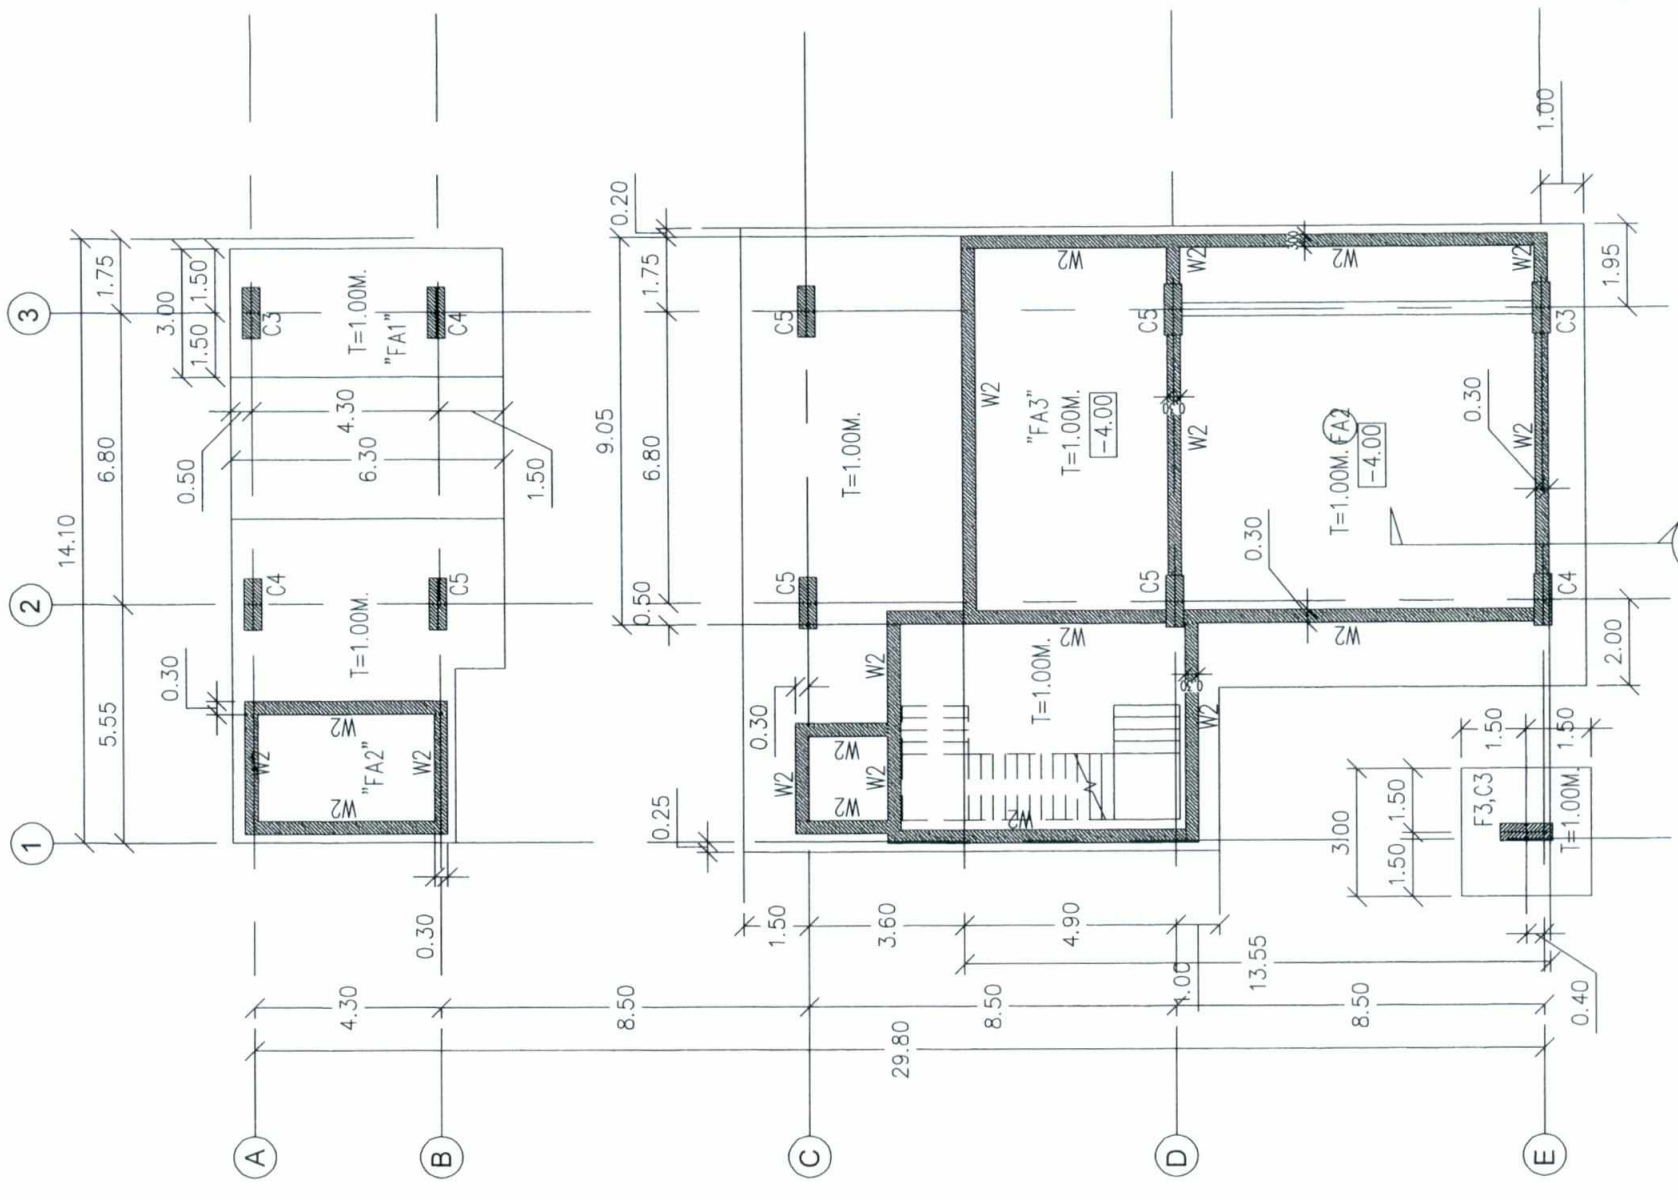 3
2
1
A
B
C
D
E
14.10
1.75
6.80
5.55
3.00
1.50
1.50
T=1.00M.
"FA1"
C3
C4
4.30
6.30
0.50
1.50
C4
C5
T=1.00M.
0.30
W2
W2
W2
W2
"FA2"
0.30
0.20
1.75
9.05
6.80
0.50
C5
C5
T=1.00M.
W2
W2
"FA3"
T=1.00M.
-4.00
C5
W2
W2
W2
W2
C3
C5
T=1.00M. FA2
-4.00
W2
0.30
0.30
C4
W2
1.00
1.95
2.00
0.30
W2
W2
T=1.00M.
W2
W2
W2
W2
W2
W2
0.25
1.50
3.60
4.90
1.00
13.55
0.40
3.00
1.50
1.50
1.50
1.50
F3,C3
T=1.00M.
4.30
8.50
8.50
8.50
29.80